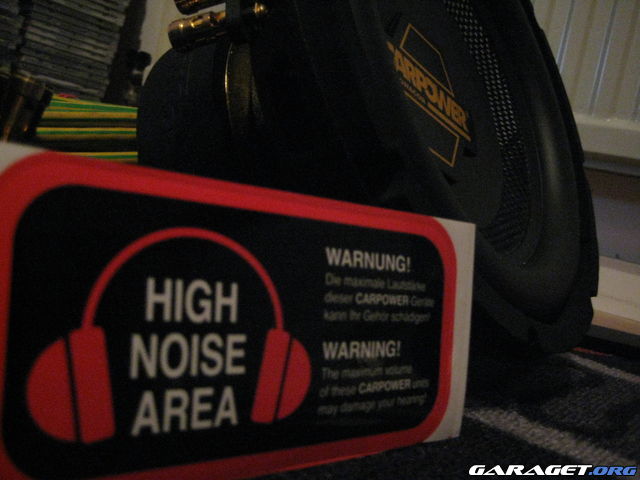 CARPOWER
HIGH
NOISE
AREA
WARNUNG!
Die maximale Lautstärke
dieser CARPOWER-Geräte
kann Ihr Gehör schädigen!
WARNING!
The maximum volume
of these CARPOWER units
may damage your hearing!
GARAGET.ORG